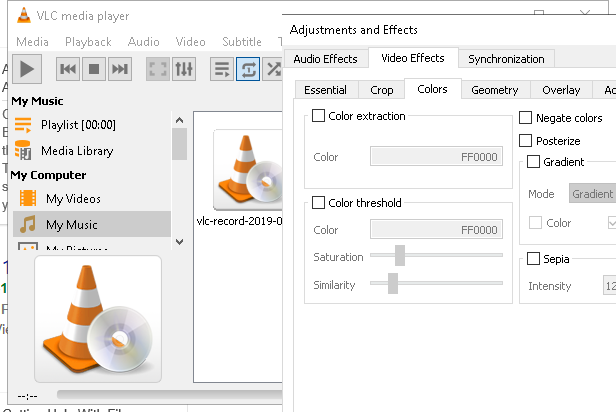 VLC media player
Media Playback Audio Video Subtitle
My Music
Playlist [00:00]
Media Library
My Computer
My Videos
My Music
My Pictures
vlc-record-2019-0
--:--
Adjustments and Effects
Audio Effects Video Effects Synchronization
Essential Crop Colors Geometry Overlay
Color extraction
Color FF0000
Color threshold
Color FF0000
Saturation
Similarity
Negate colors
Posterize
Gradient
Mode Gradient
Color
Sepia
Intensity 12